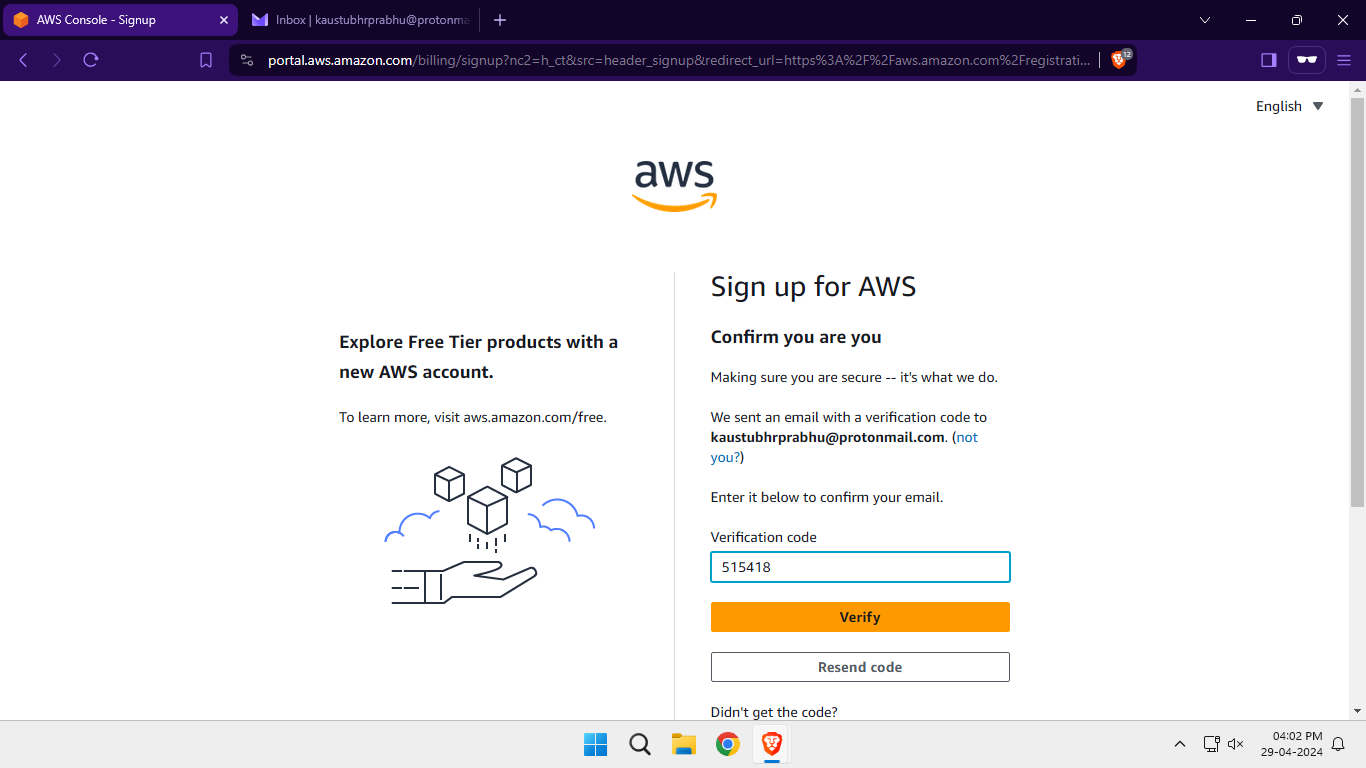 AWS Console - Signup
Inbox | kaustubhrprabhu@protonma
portal.aws.amazon.com/billing/signup?nc2=h_ct&src=header_signup&redirect_url=https%3A%2F%2Faws.amazon.com%2Fregistrati...
12
English
aws
Sign up for AWS
Explore Free Tier products with a
new AWS account.
To learn more, visit aws.amazon.com/free.
Confirm you are you
Making sure you are secure -- it's what we do.
We sent an email with a verification code to
kaustubhrprabhu@protonmail.com. (not
you?)
Enter it below to confirm your email.
Verification code
515418
Verify
Resend code
Didn't get the code?
04:02 PM
29-04-2024